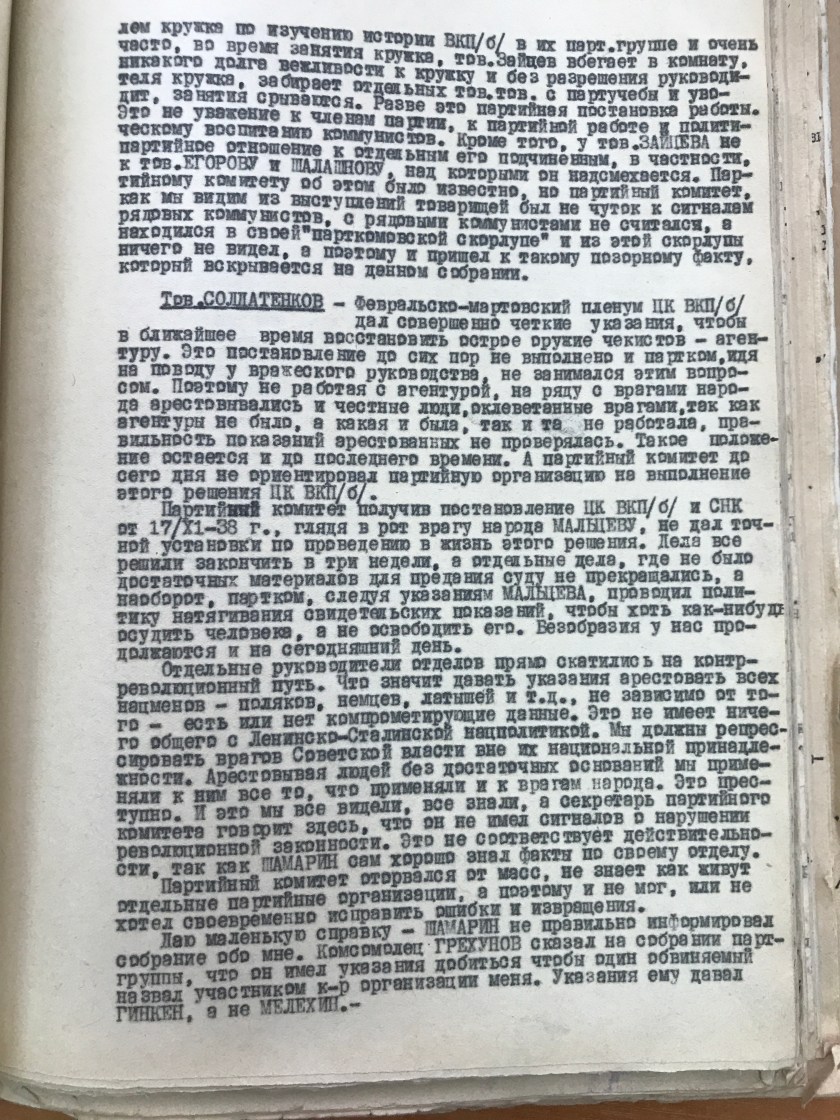 лем кружка по изучению истории ВКП/б/ в их парт.группе и очень
часто, во время занятия кружка, тов.Зайцев вбегает в комнату,
никакого долга вежливости к кружку и без разрешения руководи-
теля кружка, забирает отдельных тов.тов. с партучебы и уво-
дит, занятия срываются. Разве это партийная постановка работы.
Это не уважение к членам партии, к партийной работе и полити-
ческому воспитанию коммунистов. Кроме того, у тов.ЗАЙЦЕВА не
партийное отношение к отдельным его подчиненным, в частности,
к тов.ЕГОРОВУ и ШАЛАШНОВУ, над которыми он надсмехается. Пар-
тийному комитету об этом было известно, но партийный комитет,
как мы видим из выступлений товарищей был не чуток к сигналам
рядовых коммунистов, с рядовыми коммунистами не считался, а
находился в своей"парткомовской скорлупе" и из этой скорлупы
ничего не видел, а поэтому и пришел к такому позорному факту,
который вскрывается на данном собрании.
Тов.СОЛДАТЕНКОВ - Февральско-мартовский пленум ЦК ВКП/б/
дал совершенно четкие указания, чтобы
в ближайшее время восстановить острое оружие чекистов - аген-
туру. Это постановление до сих пор не выполнено и партком,идя
на поводу у вражеского руководства, не занимался этим вопро-
сом. Поэтому не работая с агентурой, на ряду с врагами наро-
да арестовывались и честные люди,оклеветанные врагами,так как
агентуры не было, а какая и была, так и та не работала, пра-
вильность показаний арестованных не проверялась. Такое положе-
ние остается и до последнего времени. А партийный комитет до
сего дня не ориентировал партийную организацию на выполнение
этого решения ЦК ВКП/б/.
Партийный комитет получив постановление ЦК ВКП/б/ и СНК
от 17/X1-38 г., глядя в рот врагу народа МАЛЬЦЕВУ, не дал точ-
ной установки по проведению в жизнь этого решения. Дела все
решили закончить в три недели, а отдельные дела, где не было
достаточных материалов для предания суду не прекращались, а
наоборот, партком, следуя указаниям МАЛЬЦЕВА, проводил поли-
тику натягивания свидетельских показаний, чтобы хоть как-нибудь
осудить человека, а не освободить его. Безобразия у нас про-
должаются и на сегодняшний день.
Отдельные руководители отделов прямо скатились на контр-
революционный путь. Что значит давать указания арестовать всех
нацменов - поляков, немцев, латышей и т.д., не зависимо от то-
го - есть или нет компрометирующие данные. Это не имеет ниче-
го общего с Ленинско-Сталинской нацполитикой. Мы должны репрес-
сировать врагов Советской власти вне их национальной принадле-
жности. Арестовывая людей без достаточных оснований мы приме-
няли к ним все то, что применяли и к врагам народа. Это прес-
тупно. И это мы все видели, все знали, а секретарь партийного
комитета говорит здесь, что он не имел сигналов о нарушении
революционной законности. Это не соответствует действительно-
сти, так как ШАМАРИН сам хорошо знал факты по своему отделу.
Партийный комитет оторвался от масс, не знает как живут
отдельные партийные организации, а поэтому и не мог, или не
хотел своевременно исправить ошибки и извращения.
Даю маленькую справку - ШАМАРИН не правильно информировал
собрание обо мне. Комсомолец ГРЕХУНОВ сказал на собрании парт-
группы, что он имел указания добиться чтобы один обвиняемый
назвал участником к-р организации меня. Указания ему давал
ГИНКЕН, а не МЕЛЕХИН.-